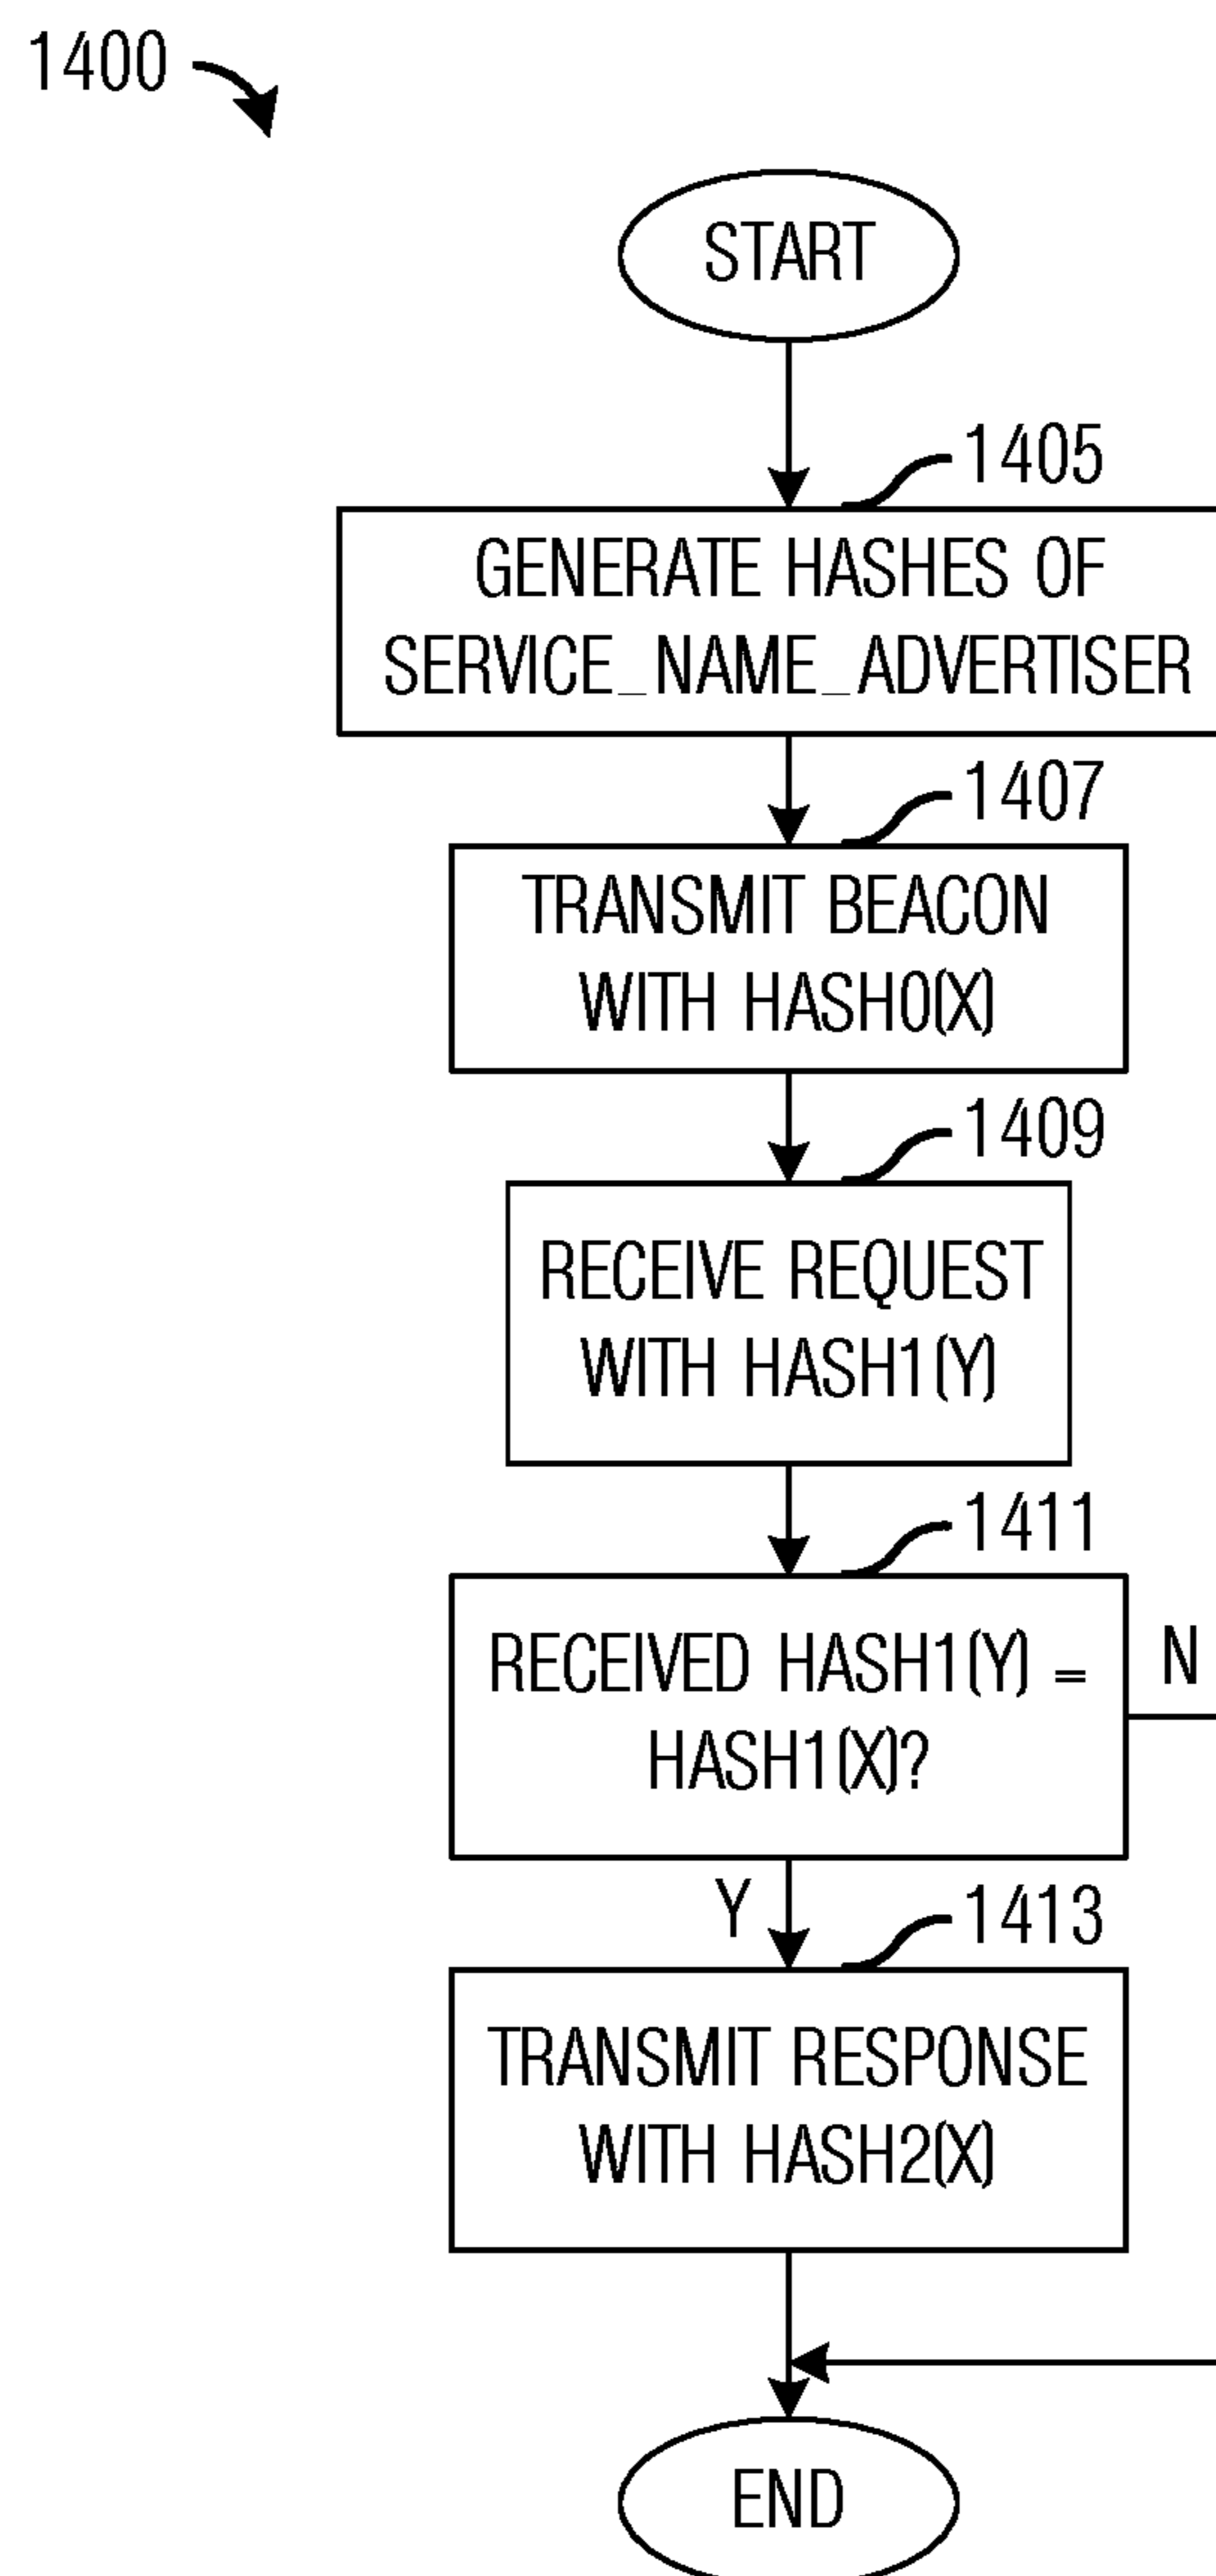 1400
START
1405
GENERATE HASHES OF
SERVICE_NAME_ADVERTISER
1407
TRANSMIT BEACON
WITH HASH0(X)
1409
RECEIVE REQUEST
WITH HASH1(Y)
1411
RECEIVED HASH1(Y) =
HASH1(X)?
N
Y
1413
TRANSMIT RESPONSE
WITH HASH2(X)
END